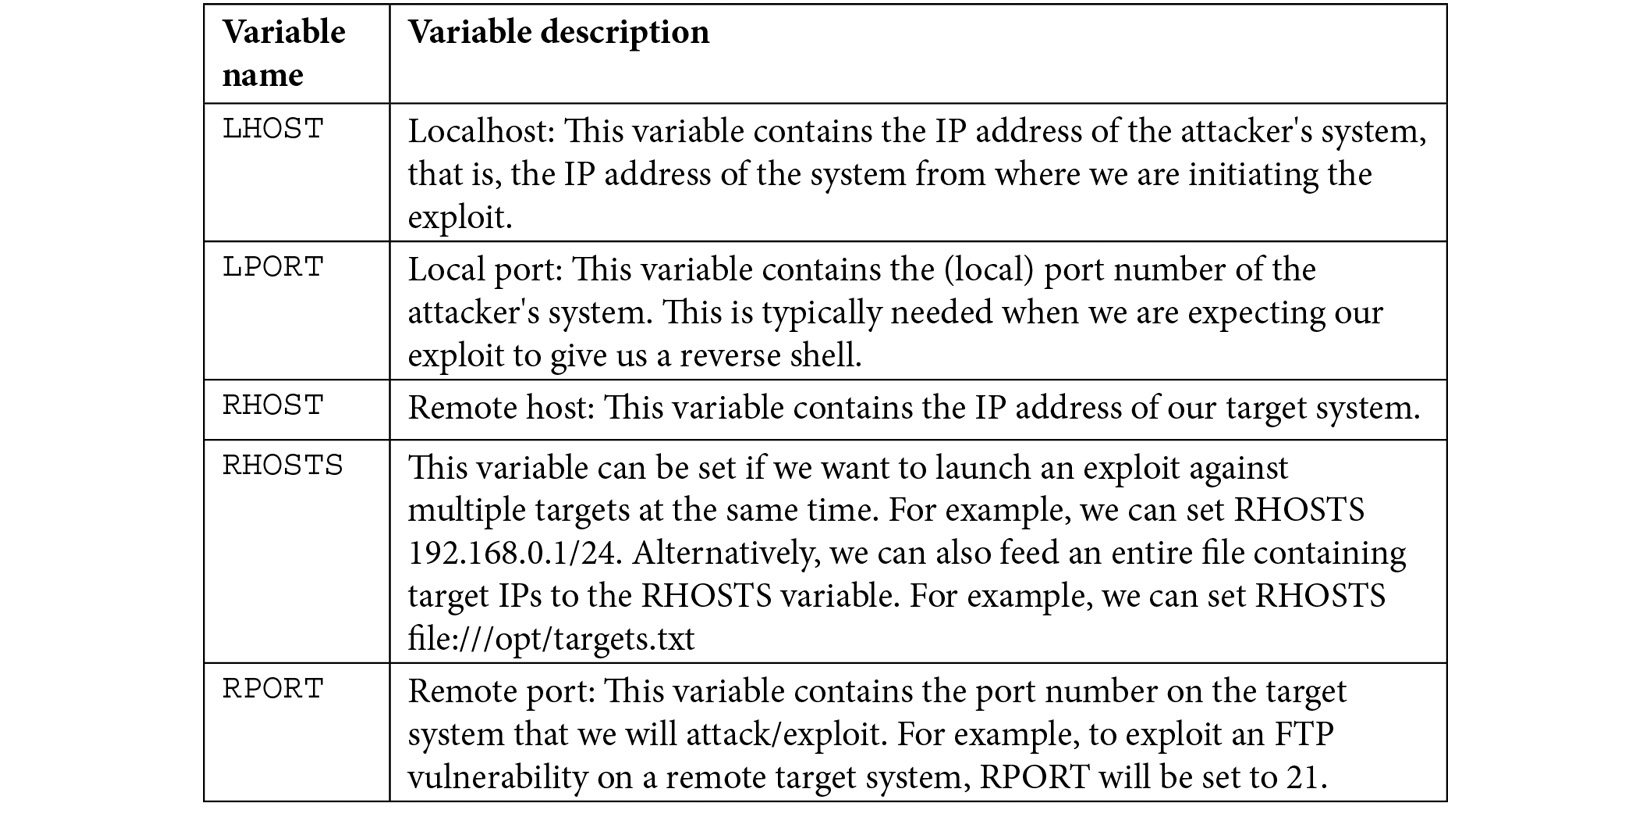 Variable name
Variable description
LHOST
Localhost: This variable contains the IP address of the attacker's system,
that is, the IP address of the system from where we are initiating the
exploit.
LPORT
Local port: This variable contains the (local) port number of the
attacker's system. This is typically needed when we are expecting our
exploit to give us a reverse shell.
RHOST
Remote host: This variable contains the IP address of our target system.
RHOSTS
This variable can be set if we want to launch an exploit against
multiple targets at the same time. For example, we can set RHOSTS
192.168.0.1/24. Alternatively, we can also feed an entire file containing
target IPs to the RHOSTS variable. For example, we can set RHOSTS
file:///opt/targets.txt
RPORT
Remote port: This variable contains the port number on the target
system that we will attack/exploit. For example, to exploit an FTP
vulnerability on a remote target system, RPORT will be set to 21.